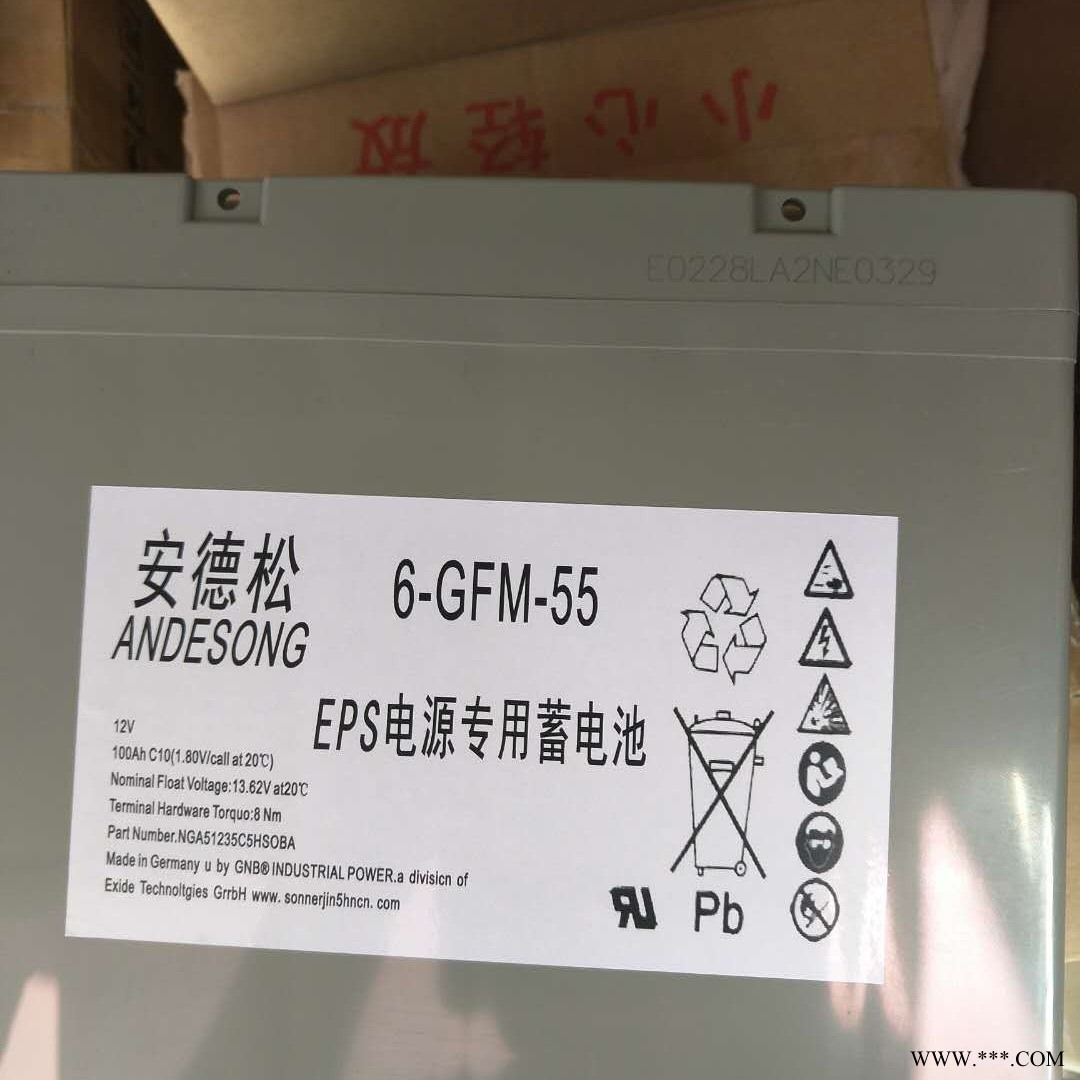 小心轻放
E0228LA2NE0329
安德松
ANDESONG
6-GFM-55
EPS电源专用蓄电池
12V
100Ah C10(1.80V/call at 20℃)
Nominal Float Voltage:13.62V at20℃
Terminal Hardware Torquo:8 Nm
Part Number.NGA51235C5HSOBA
Made in Germany u by GNB® INDUSTRIAL POWER.a divisicn of
Exide Technoltgies GrrbH www. sonnerjin5hncn. com
Pb
WWW.***.COM